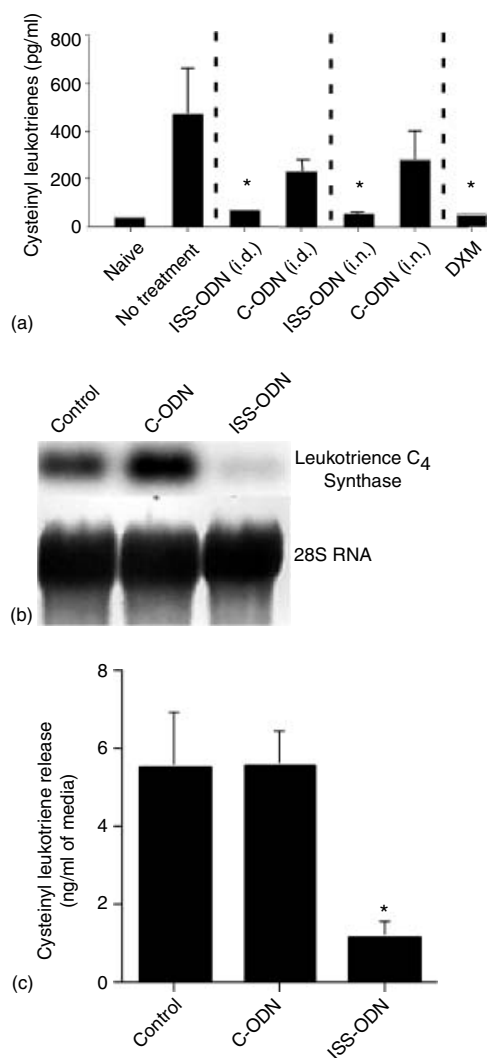 Cysteinyl leukotrienes (pg/ml)
800
600
400
200
0
*
*
*
Naive
No treatment
ISS-ODN (i.d.)
C-ODN (i.d.)
ISS-ODN (i.n.)
C-ODN (i.n.)
DXM
(a)
Control
C-ODN
ISS-ODN
Leukotrience C4
Synthase
28S RNA
(b)
Cysteinyl leukotriene release
(ng/ml of media)
8
6
4
2
0
*
Control
C-ODN
ISS-ODN
(c)